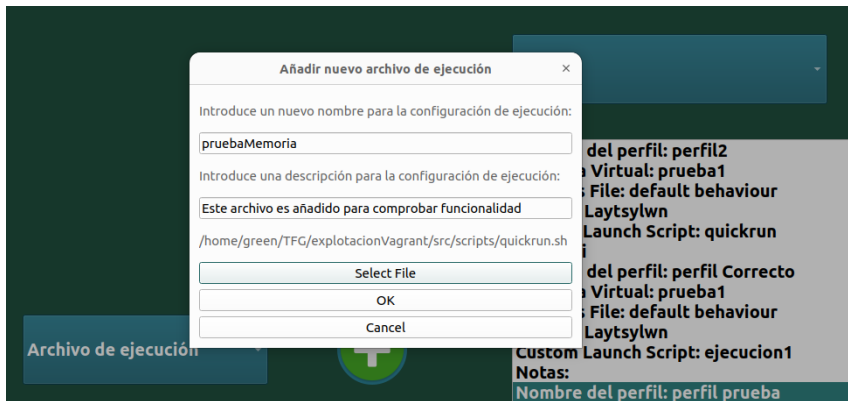 Añadir nuevo archivo de ejecución ×
Introduce un nuevo nombre para la configuración de ejecución:
pruebaMemoria
Introduce una descripción para la configuración de ejecución:
Este archivo es añadido para comprobar funcionalidad
/home/green/TFG/explotacionVagrant/src/scripts/quickrun.sh
Select File
OK
Cancel
Archivo de ejecución
del perfil: perfil2
Virtual: prueba1
File: default behaviour
Laytsylwn
Launch Script: quickrun
del perfil: perfil Correcto
Virtual: prueba1
File: default behaviour
Laytsylwn
Custom Launch Script: ejecucion1
Notas:
Nombre del perfil: perfil prueba